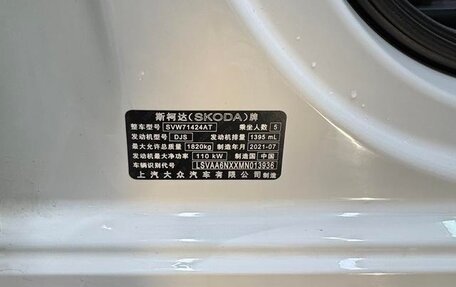 斯柯达(SKODA)牌
整车型号 SVW71424AT 乘坐人数 5
发动机型号 DJS 发动机排量 1395 mL
最大允许总质量 1820kg 制造年月 2021-07
发动机最大净功率 110 kW 制造国 中国
车辆识别代号 LSVAA6NXXMN013936
上汽大众汽车有限公司制造